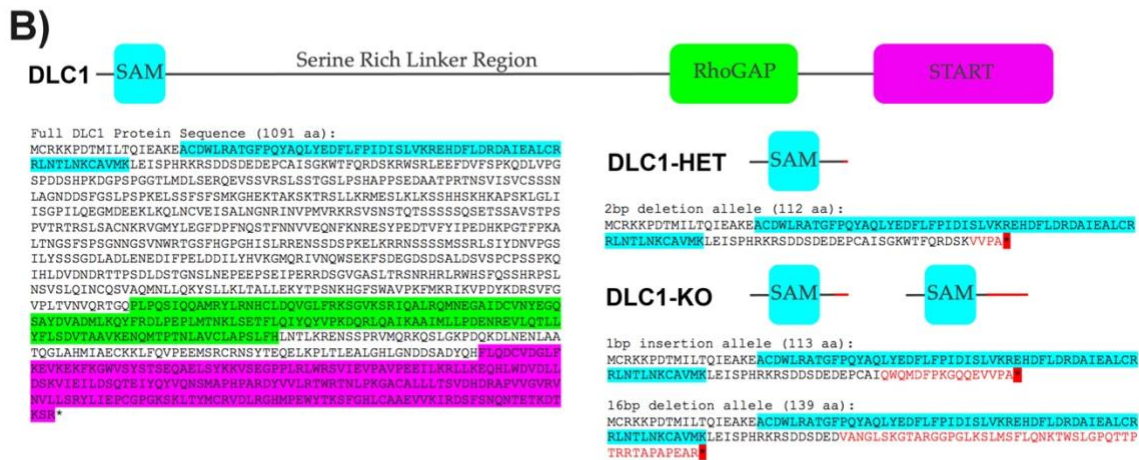 B)
DLC1
SAM
Serine Rich Linker Region
RhoGAP
START
Full DLC1 Protein Sequence (1091 aa):
MCRKKPDTMILTQIEAKEACDWLRATGFPQYAQLYEDFLFPIDISLVKREHDFLDRDAIEALCR
RLNTLNKCAVMKLEISPHRKRSDDSDEDEPCAISGKWTFQRDSKRWSRLEEFDVFSPKQDLVPG
SPDDSHPKDGPSPGGTLMDLSERQEVSSVRSLSSTGSLPSHAPPSEDAATPRTNSVISVCSSSN
LAGNDDSFGSLPSPKELSSFSFSMKGHEKTAKSKTRSLLKRMESLKLKSSHHSKHKAPSKLGLI
ISGPILQEGMDEEKLKQLNCVEISALNGNRINVPMVRKRSVSNSTQTSSSSSQSETSSAVSTPS
PVTRTRSLSACNKRVGMYLEGFDPFNQSTFNNVVEQNFKNRESYPEDTVFYIPEDHKPGTFPKA
LTNGSFSPSGNNGSVNWRTGSFHGPGHISLRRENSSDSPKELKRRNSSSSMSSRLSIYDNVPGS
ILYSSSGDLADLENEDIFPELDDILYHVKGMQRIVNQWSEKFSDEGDSDSALDSVSPCPSSPKQ
IHLDVDNDRTTPSDLDSTGNSLNEPEEPSEIPERRDSGVGASLTRSNRHRLRWHSFQSSHRPSL
NSVSLQINCQSVAQMNLLQKYSLLKLTALLEKYTPSNKHGFSWAVPKFMKRIKVPDYKDRSVFG
VPLTVNVQRTGQPLPQSIQQAMRYLRNHCLDQVGLFRKSGVKSRIQALRQMNEGAIDCVNYEGQ
SAYDVADMLKQYFRDLPEPLMTNKLSETFLQIYQYVPKDQRLQAIKAAIMLLPDENREVLQTLL
YFLSDVTAAVKENQMTPTNLAVCLAPSLFHLNTLKRENSSPRVMQRKQSLGKPDQKDLNENLAA
TQGLAHMIAECKKLFQVPEEMSRCRNSYTEQELKPLTLEALGHLGNDDSADYQHFLQDCVDGLF
KEVKEKFKGWVSYSTSEQAELSYKKVSEGPPLRLWRSVIEVPAVPEEILKRLLKEQHLWDVDLL
DSKVIEILDSQTEIYQYVQNSMAPHPARDYVVLRTWRTNLPKGACALLLTSVDHDRAPVVGVRV
NVLLSRYLIEPCGPGKSKLTYMCRVDLRGHMPEWYTKSFGHLCAAEVVKIRDSFSNQNTETKDT
KSR*
DLC1-HET
SAM
2bp deletion allele (112 aa):
MCRKKPDTMILTQIEAKEACDWLRATGFPQYAQLYEDFLFPIDISLVKREHDFLDRDAIEALCR
RLNTLNKCAVMKLEISPHRKRSDDSDEDEPCAISGKWTFQRDSKVVPA*
DLC1-KO
SAM
SAM
1bp insertion allele (113 aa):
MCRKKPDTMILTQIEAKEACDWLRATGFPQYAQLYEDFLFPIDISLVKREHDFLDRDAIEALCR
RLNTLNKCAVMKLEISPHRKRSDDSDEDEPCAIQWQMDFPKGQQEVVPA*
16bp deletion allele (139 aa):
MCRKKPDTMILTQIEAKEACDWLRATGFPQYAQLYEDFLFPIDISLVKREHDFLDRDAIEALCR
RLNTLNKCAVMKLEISPHRKRSDDSDEDVANGLSKGTARGGPGLKSLMSFLQNKTWSLGPQTTP
TRRTAPAPEAR*